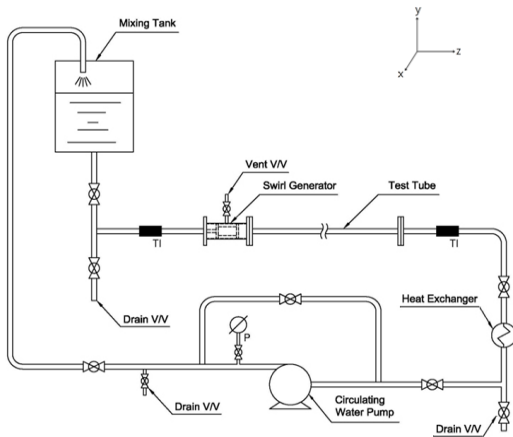 Mixing Tank
y
z
x
Vent V/V
Swirl Generator
Test Tube
TI
TI
Drain V/V
Heat Exchanger
P
Drain V/V
Circulating
Water Pump
Drain V/V